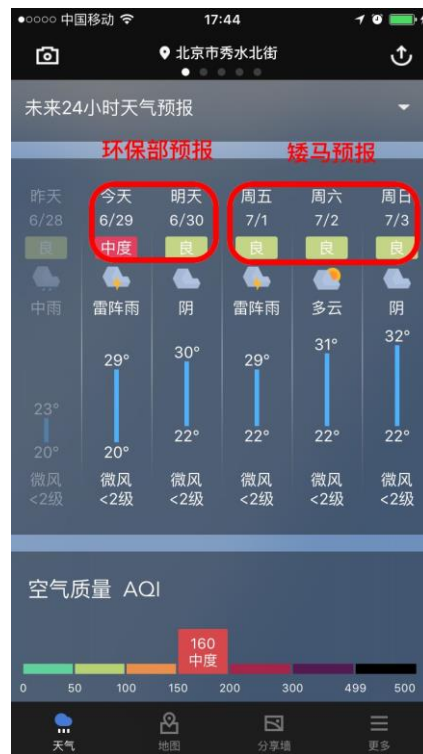 中国移动 17:44
北京市秀水北街
未来24小时天气预报
环保部预报 矮马预报
昨天 今天 明天 周五 周六 周日
6/28 6/29 6/30 7/1 7/2 7/3
良 中度 良 良 良 良
中雨 雷阵雨 阴 雷阵雨 多云 阴
29° 30° 29° 31° 32°
23°
20° 20° 22° 22° 22° 22°
微风 微风 微风 微风 微风 微风
<2级 <2级 <2级 <2级 <2级 <2级
空气质量 AQI
160
中度
0 50 100 150 200 300 499 500
天气 地图 分享墙 更多